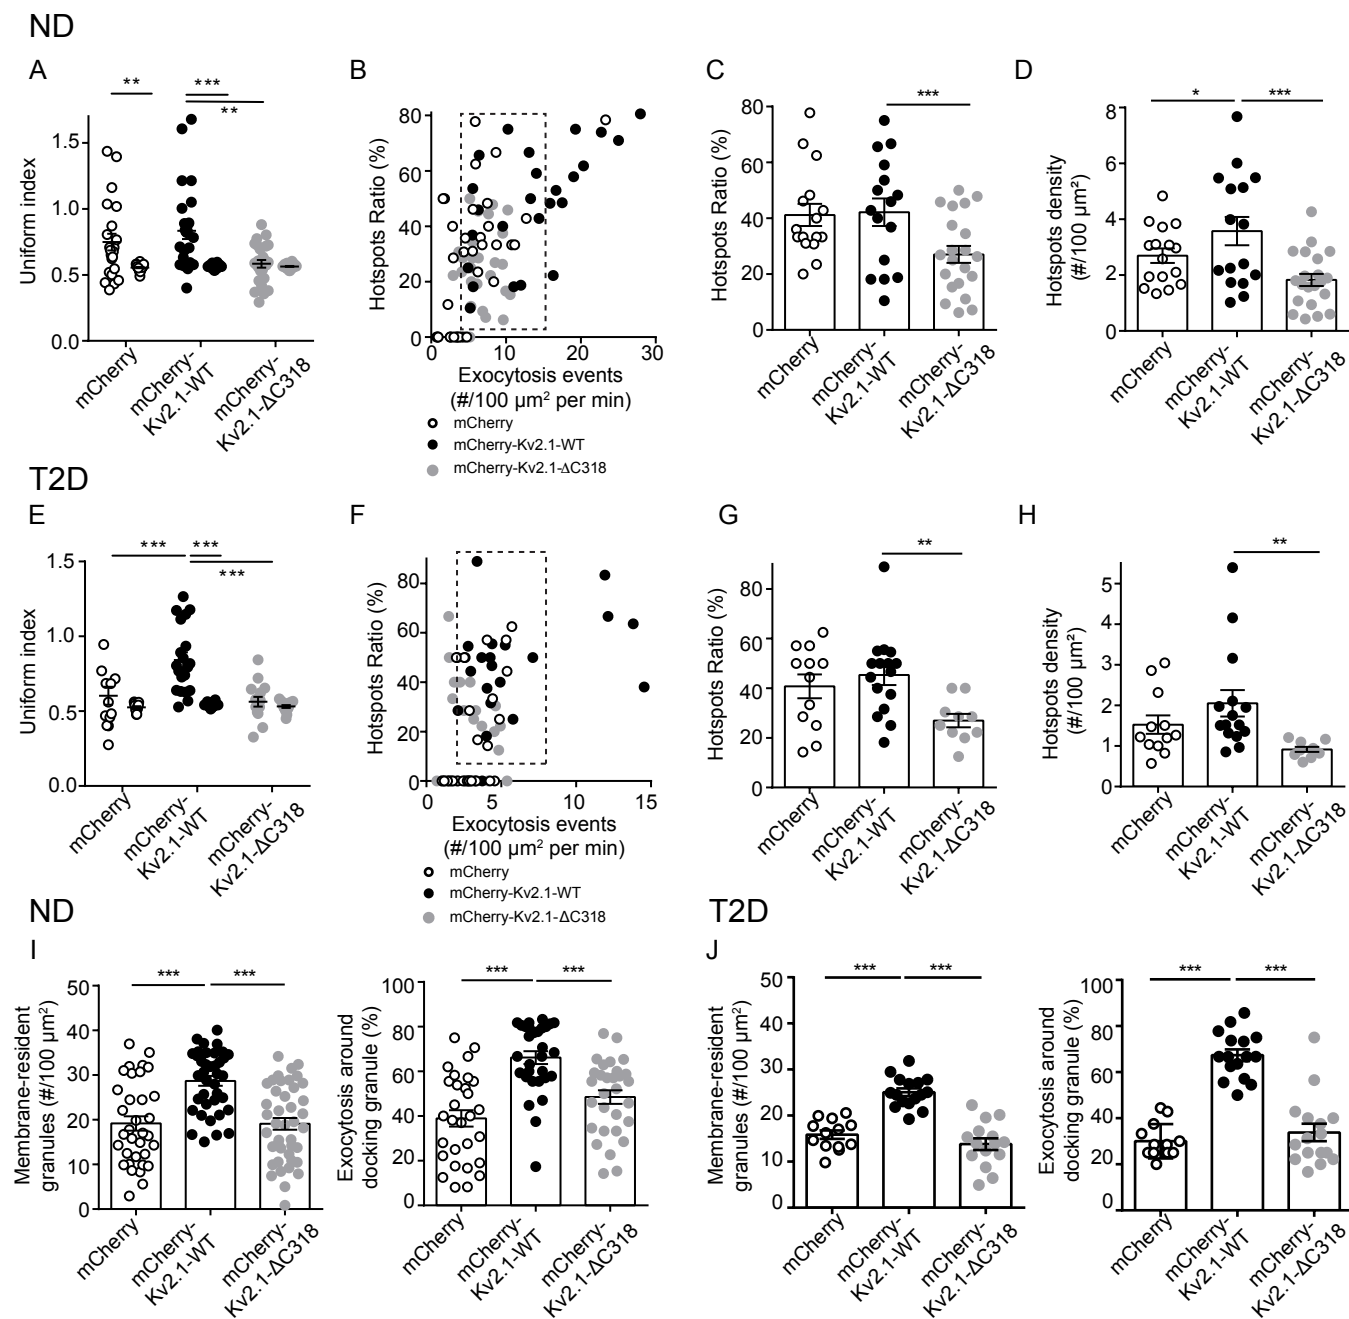 ND
A
** *** **
Uniform index
1.5
1.0
0.5
0.0
mCherry
mCherry-
Kv2.1-WT
mCherry-
Kv2.1-ΔC318
B
Hotspots Ratio (%)
80
60
40
20
0
0 10 20 30
Exocytosis events
(#/100 µm² per min)
mCherry
mCherry-Kv2.1-WT
mCherry-Kv2.1-ΔC318
C
***
Hotspots Ratio (%)
80
60
40
20
0
mCherry
mCherry-
Kv2.1-WT
mCherry-
Kv2.1-ΔC318
D
* ***
Hotspots density
(#/100 µm²)
8
6
4
2
0
mCherry
mCherry-
Kv2.1-WT
mCherry-
Kv2.1-ΔC318
T2D
E
*** *** ***
Uniform index
1.5
1.0
0.5
0.0
mCherry
mCherry-
Kv2.1-WT
mCherry-
Kv2.1-ΔC318
F
Hotspots Ratio (%)
80
60
40
20
0
0 5 10 15
Exocytosis events
(#/100 µm² per min)
mCherry
mCherry-Kv2.1-WT
mCherry-Kv2.1-ΔC318
G
**
Hotspots Ratio (%)
80
60
40
20
0
mCherry
mCherry-
Kv2.1-WT
mCherry-
Kv2.1-ΔC318
H
**
Hotspots density
(#/100 µm²)
5
4
3
2
1
0
mCherry
mCherry-
Kv2.1-WT
mCherry-
Kv2.1-ΔC318
ND
I
*** ***
Membrane-resident
granules (#/100 µm²)
50
40
30
20
10
0
mCherry
mCherry-
Kv2.1-WT
mCherry-
Kv2.1-ΔC318
*** ***
Exocytosis around
docking granule (%)
100
80
60
40
20
0
mCherry
mCherry-
Kv2.1-WT
mCherry-
Kv2.1-ΔC318
T2D
J
*** ***
Membrane-resident
granules (#/100 µm²)
50
40
30
20
10
0
mCherry
mCherry-
Kv2.1-WT
mCherry-
Kv2.1-ΔC318
*** ***
Exocytosis around
docking granule (%)
100
80
60
40
20
0
mCherry
mCherry-
Kv2.1-WT
mCherry-
Kv2.1-ΔC318